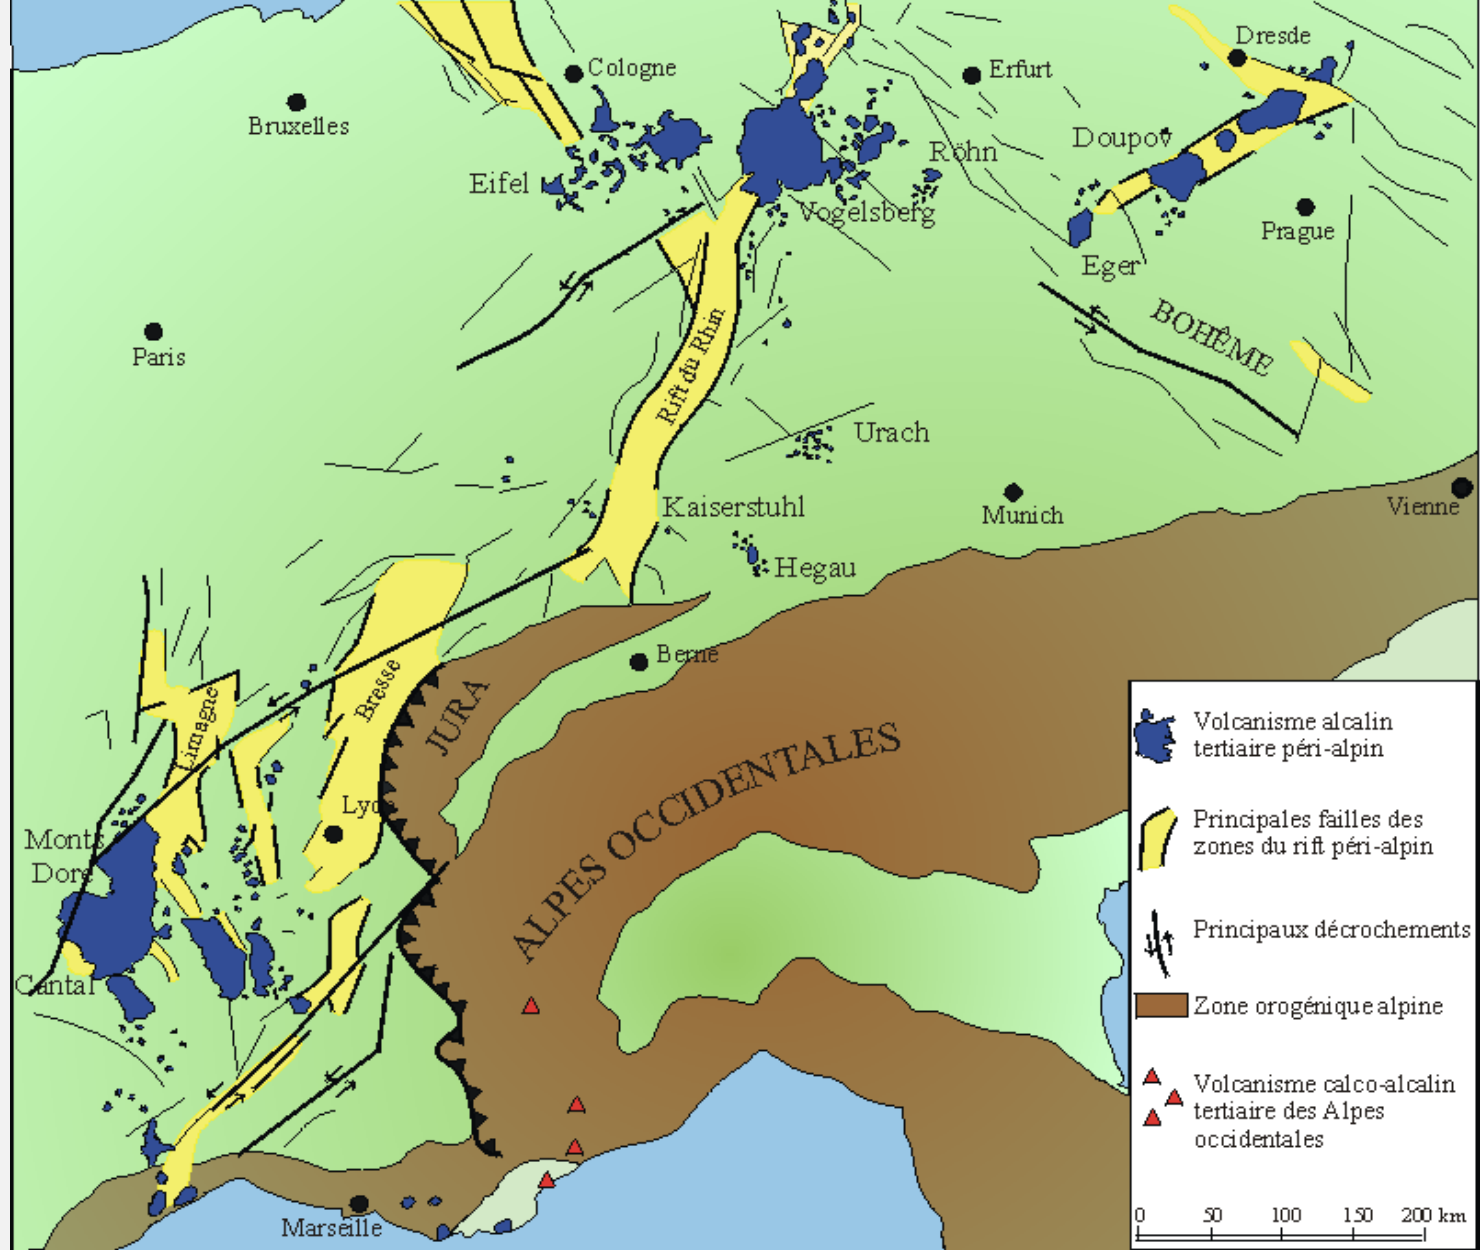 Dresde
Cologne
Erfurt
Bruxelles
Doupov
Röhn
Eifel
Vogelsberg
Prague
Eger
BOHÊME
Paris
Rift du Rhin
Urach
Kaiserstuhl
Munich
Vienne
Hegau
Berne
Bresse
JURA
Limagne
Lyon
Monts
Dore
ALPES OCCIDENTALES
Cantal
Marseille
Volcanisme alcalin
tertiaire péri-alpin
Principales failles des
zones du rift péri-alpin
Principaux décrochements
Zone orogénique alpine
Volcanisme calco-alcalin
tertiaire des Alpes
occidentales
0 50 100 150 200 km